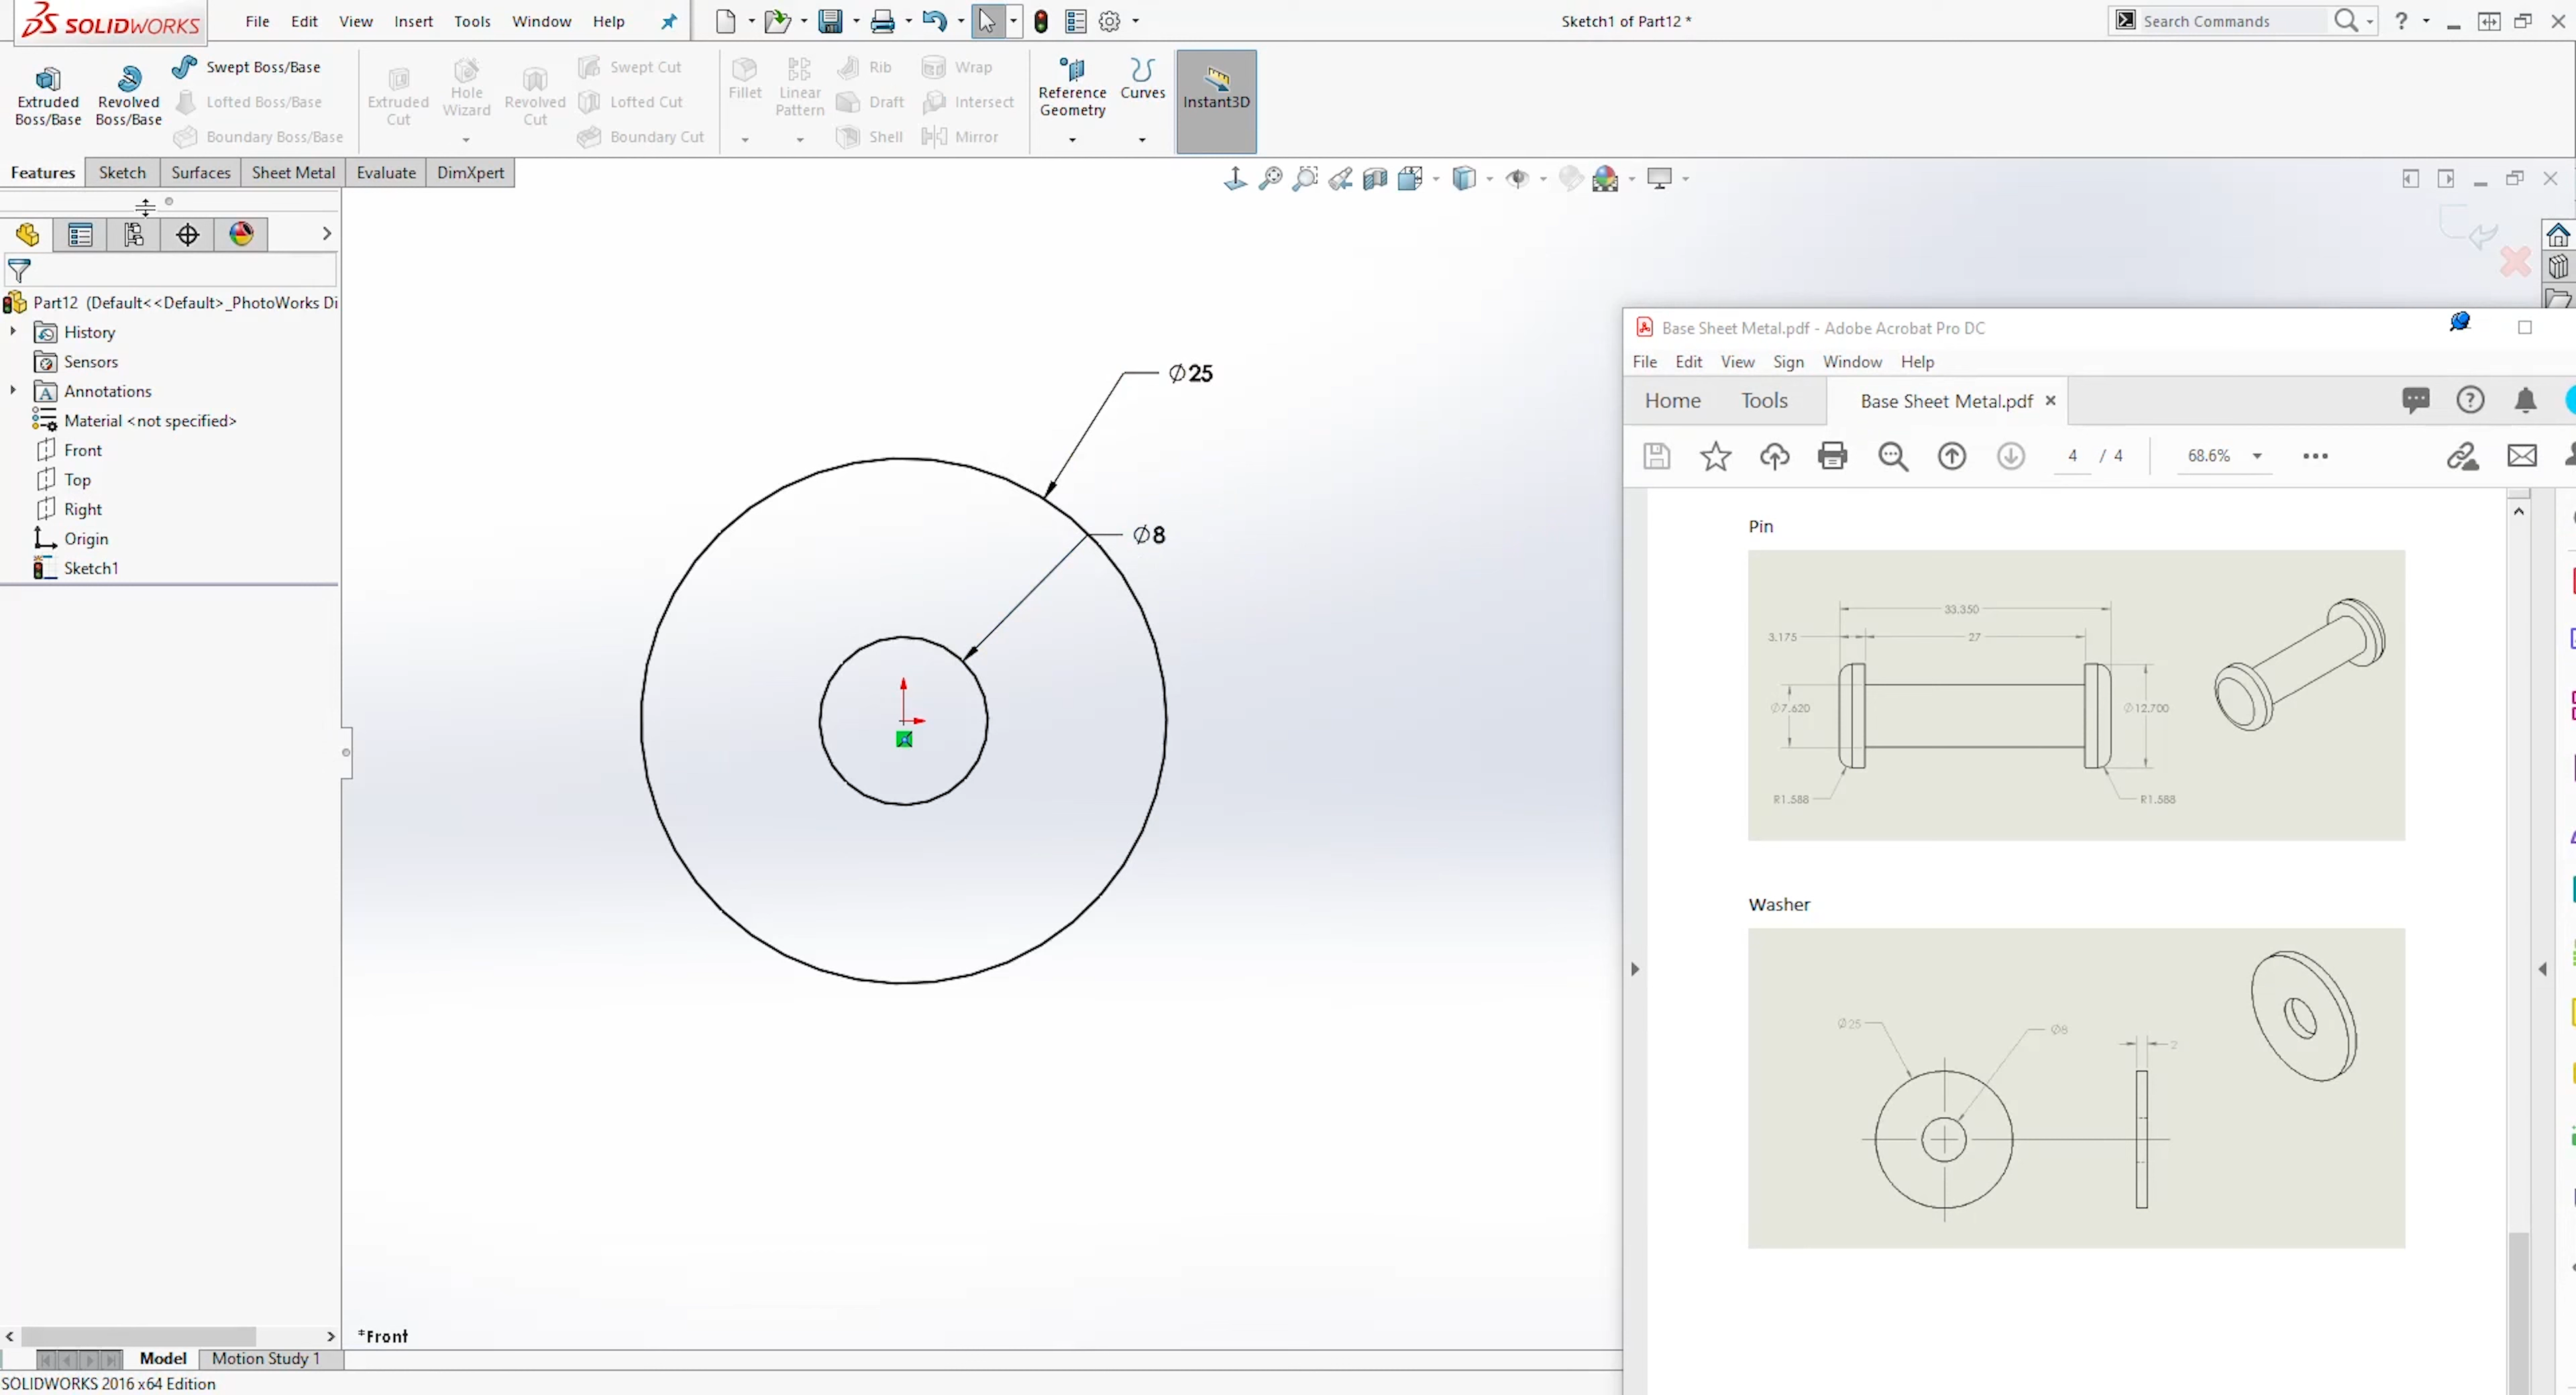 SOLIDWORKS File Edit View Insert Tools Window Help Sketch1 of Part12 * Search Commands ?
Extruded Boss/Base
Revolved Boss/Base
Swept Boss/Base
Lofted Boss/Base
Boundary Boss/Base
Extruded Cut
Hole Wizard
Revolved Cut
Swept Cut
Lofted Cut
Boundary Cut
Fillet
Linear Pattern
Rib
Draft
Shell
Wrap
Intersect
Mirror
Reference Geometry
Curves
Instant3D
Features Sketch Surfaces Sheet Metal Evaluate DimXpert
Part12 (Default<<Default>_PhotoWorks Di
History
Sensors
Annotations
Material <not specified>
Front
Top
Right
Origin
Sketch1
∅25
∅8
*Front
Model Motion Study 1
SOLIDWORKS 2016 x64 Edition
Base Sheet Metal.pdf - Adobe Acrobat Pro DC
File Edit View Sign Window Help
Home Tools Base Sheet Metal.pdf ×
4 / 4 68.6%
Pin
33.350
3.175 27
∅7.620 ∅12.700
R1.588 R1.588
Washer
∅25 ∅8 2